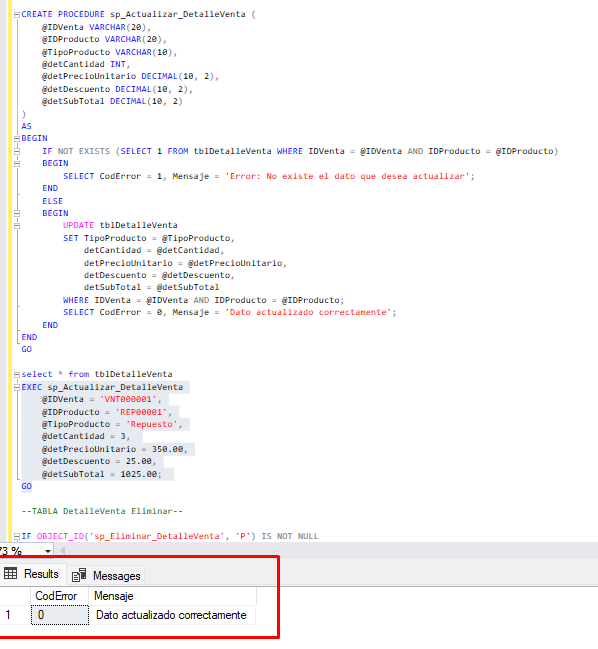 CREATE PROCEDURE sp_Actualizar_DetalleVenta (
@IDVenta VARCHAR(20),
@IDProducto VARCHAR(20),
@TipoProducto VARCHAR(10),
@detCantidad INT,
@detPrecioUnitario DECIMAL(10, 2),
@detDescuento DECIMAL(10, 2),
@detSubTotal DECIMAL(10, 2)
)
AS
BEGIN
IF NOT EXISTS (SELECT 1 FROM tblDetalleVenta WHERE IDVenta = @IDVenta AND IDProducto = @IDProducto)
BEGIN
SELECT CodError = 1, Mensaje = 'Error: No existe el dato que desea actualizar';
END
ELSE
BEGIN
UPDATE tblDetalleVenta
SET TipoProducto = @TipoProducto,
detCantidad = @detCantidad,
detPrecioUnitario = @detPrecioUnitario,
detDescuento = @detDescuento,
detSubTotal = @detSubTotal
WHERE IDVenta = @IDVenta AND IDProducto = @IDProducto;
SELECT CodError = 0, Mensaje = 'Dato actualizado correctamente';
END
END
GO
select * from tblDetalleVenta
EXEC sp_Actualizar_DetalleVenta
@IDVenta = 'VNT000001',
@IDProducto = 'REP00001',
@TipoProducto = 'Repuesto',
@detCantidad = 3,
@detPrecioUnitario = 350.00,
@detDescuento = 25.00,
@detSubTotal = 1025.00;
GO
--TABLA DetalleVenta Eliminar--
IF OBJECT_ID('sp_Eliminar_DetalleVenta', 'P') IS NOT NULL
73 %
Results Messages
CodError Mensaje
1 0 Dato actualizado correctamente